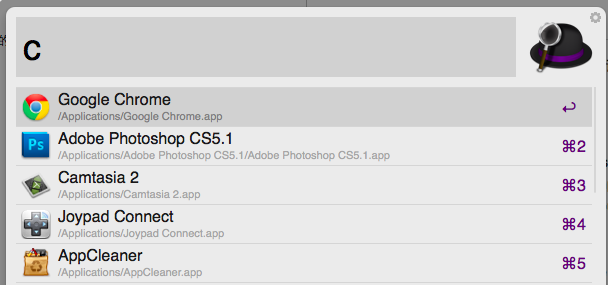 c
Google Chrome
/Applications/Google Chrome.app
↩
Ps
Adobe Photoshop CS5.1
/Applications/Adobe Photoshop CS5.1/Adobe Photoshop CS5.1.app
⌘2
Camtasia 2
/Applications/Camtasia 2.app
⌘3
Joypad Connect
/Applications/Joypad Connect.app
⌘4
AppCleaner
/Applications/AppCleaner.app
⌘5